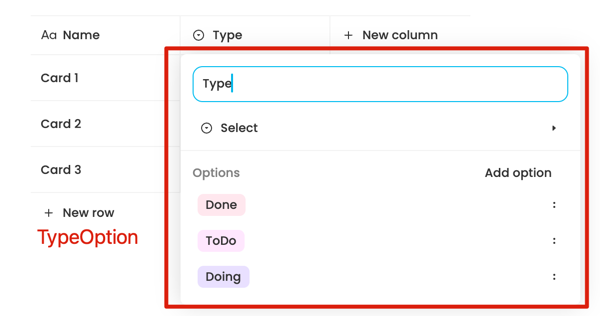 Aa Name
Type
+ New column
Card 1
Type
Card 2
Select
Card 3
Options
Add option
+ New row
Done
TypeOption
ToDo
Doing